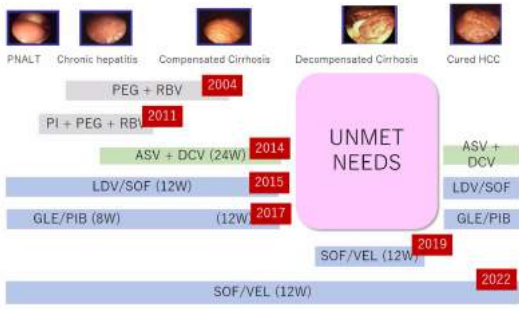 PNALT Chronic hepatitis Compensated Cirrhosis Decompensated Cirrhosis Cured HCC
PEG + RBV 2004
PI + PEG + RBV 2011
UNMET
NEEDS
ASV + DCV (24W) 2014
ASV +
DCV
LDV/SOF (12W) 2015
LDV/SOF
GLE/PIB (8W) (12W) 2017
GLE/PIB
SOF/VEL (12W) 2019
SOF/VEL (12W) 2022